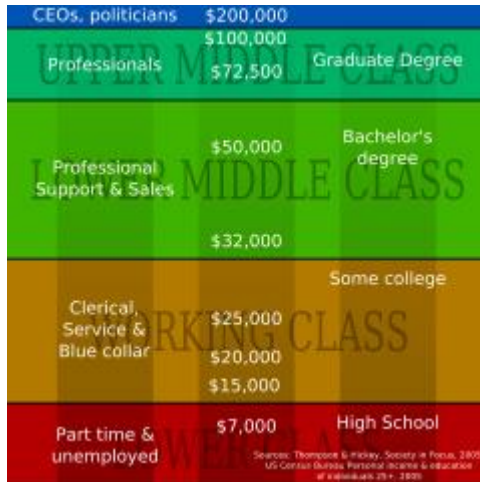 CEOs, politicians $200,000
$100,000
UPPER MIDDLE CLASS
Professionals $72,500 Graduate Degree
$50,000 Bachelor's
degree
LOWER MIDDLE CLASS
Professional
Support & Sales
$32,000
Some college
Clerical,
Service &
Blue collar
$25,000
WORKING CLASS
$20,000
$15,000
$7,000 High School
LOWER CLASS
Part time &
unemployed
Sources: Thompson & Hickey, Society in Focus, 2005
US Census Bureau Personal income & education
of individuals 25+, 2005